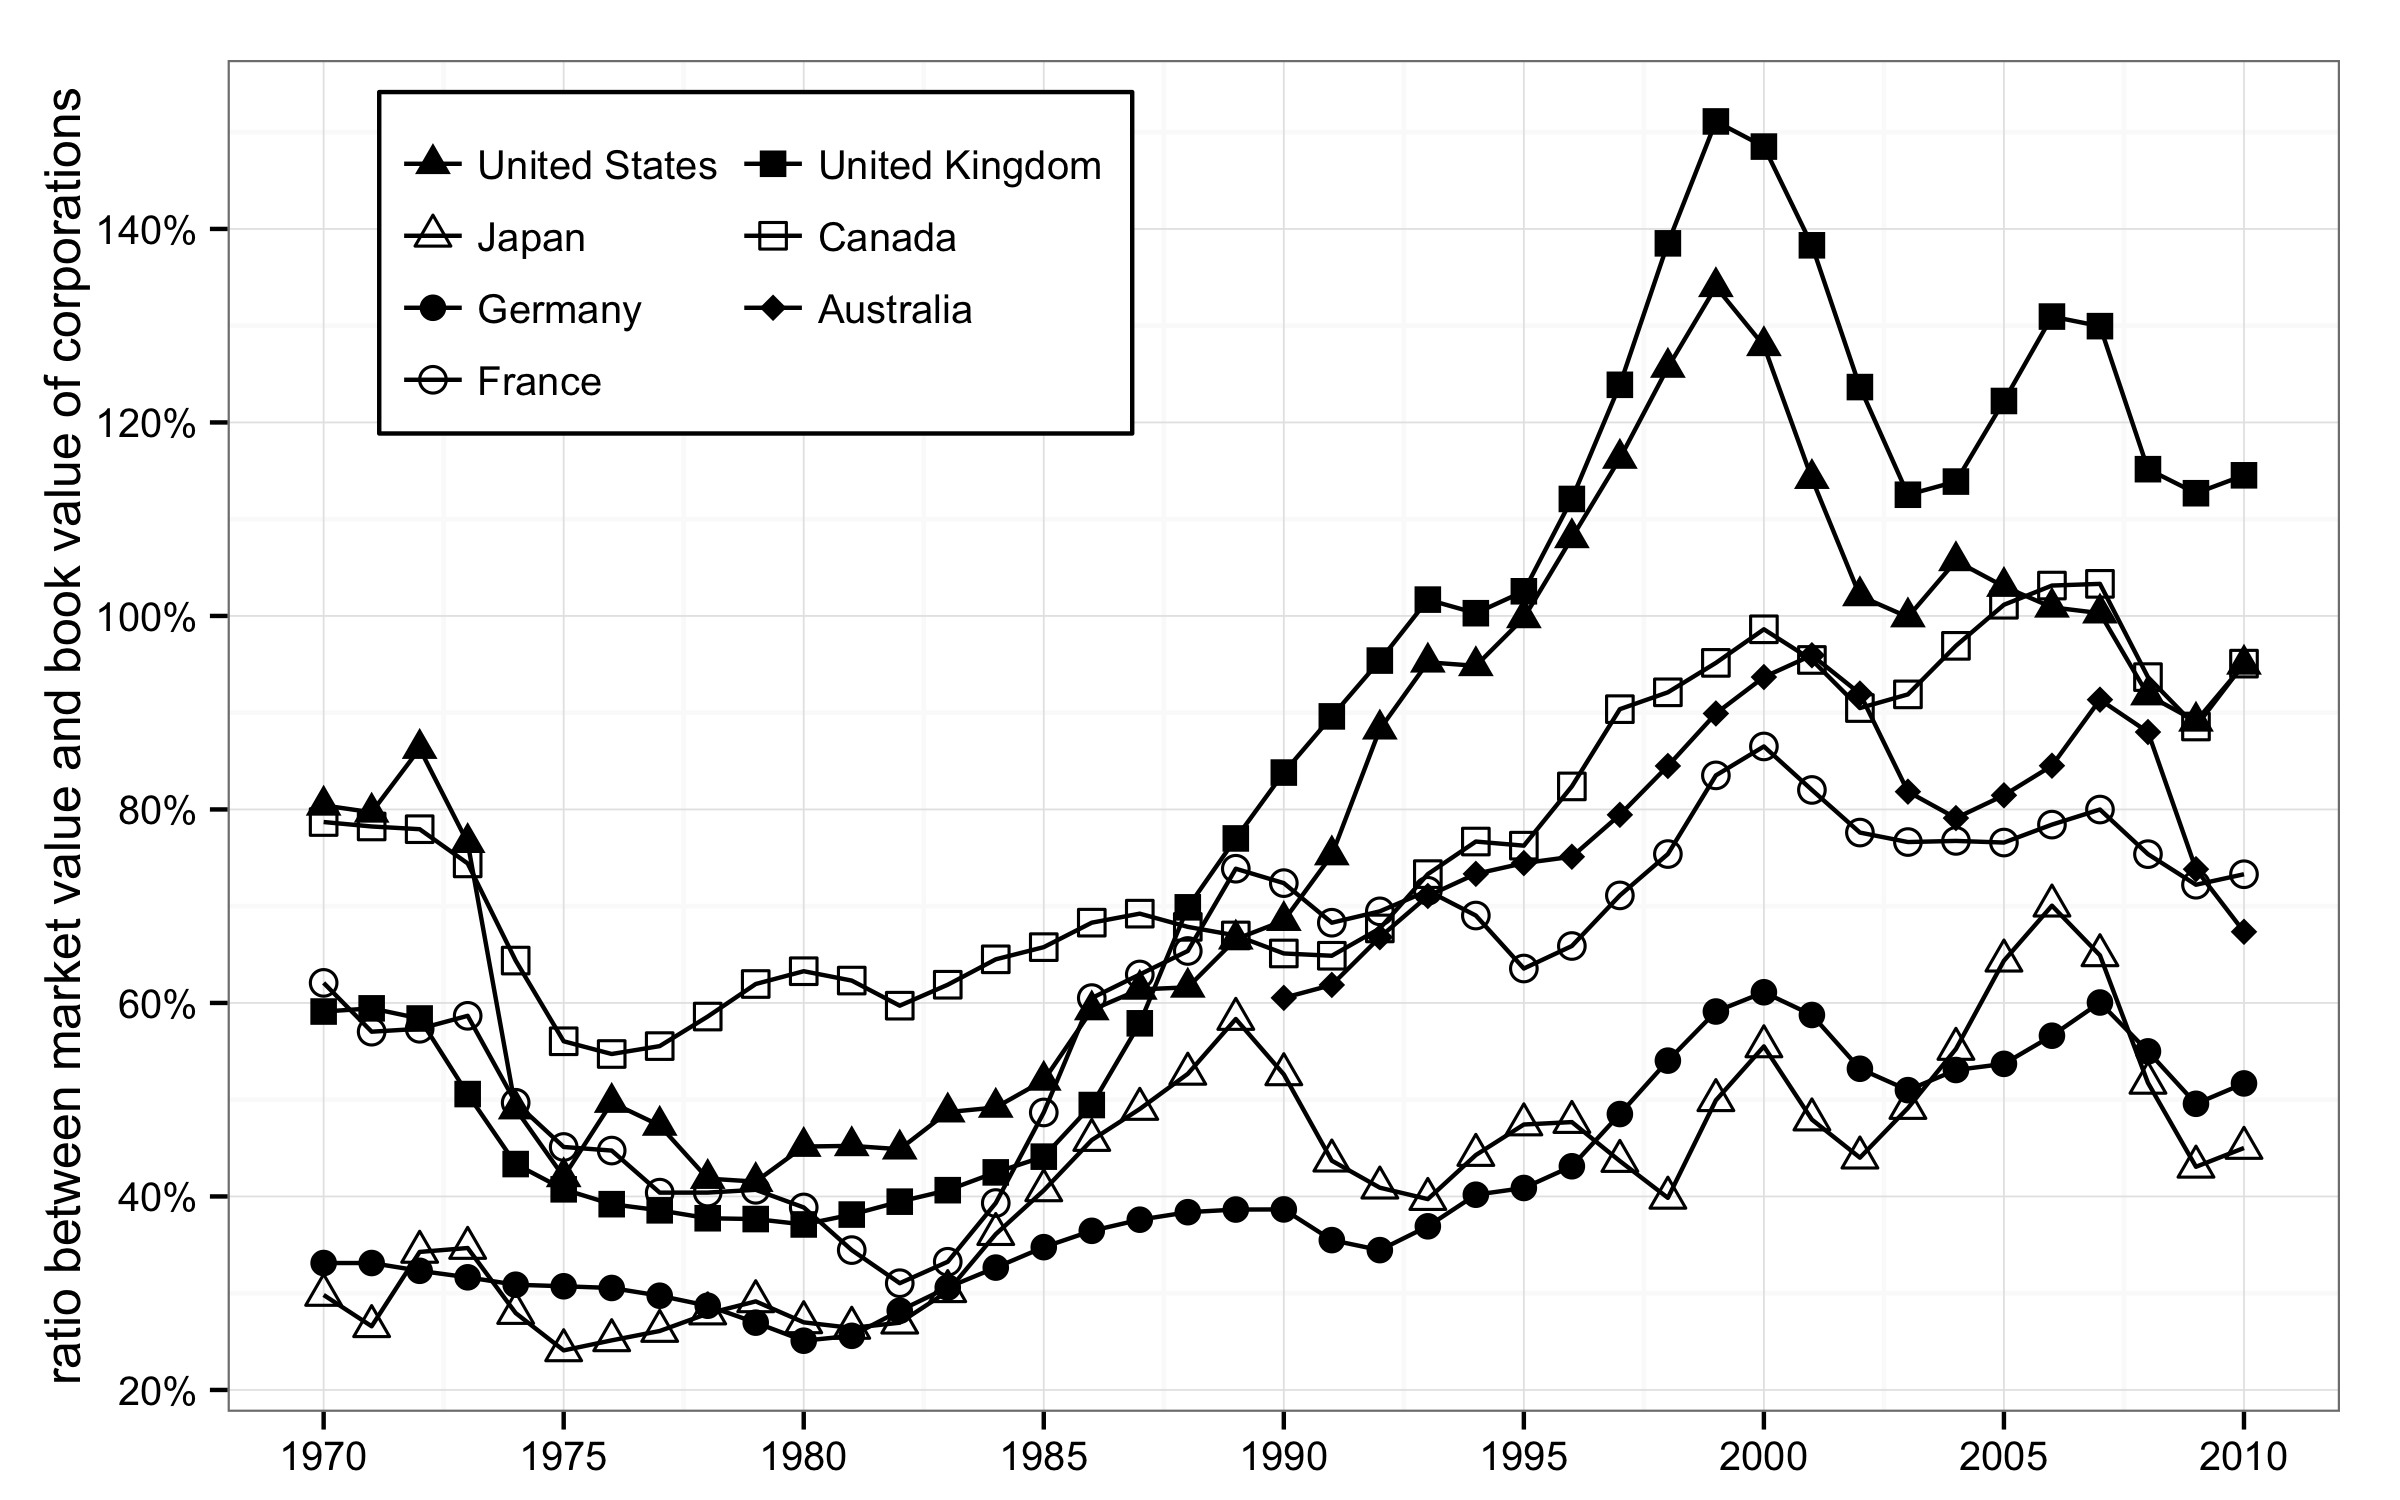 ratio between market value and book value of corporations
United States United Kingdom
Japan Canada
Germany Australia
France
140%
120%
100%
80%
60%
40%
20%
1970 1975 1980 1985 1990 1995 2000 2005 2010